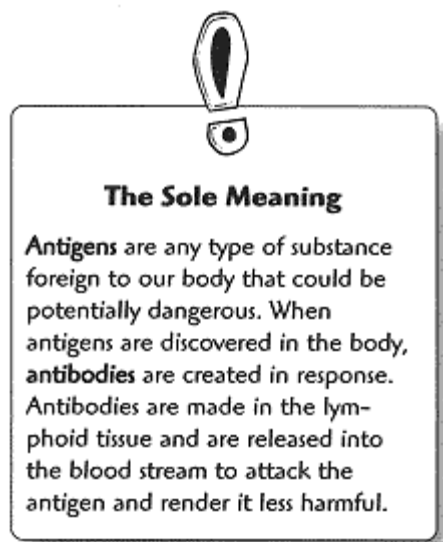 The Sole Meaning
Antigens are any type of substance
foreign to our body that could be
potentially dangerous. When
antigens are discovered in the body,
antibodies are created in response.
Antibodies are made in the lym-
phoid tissue and are released into
the blood stream to attack the
antigen and render it less harmful.